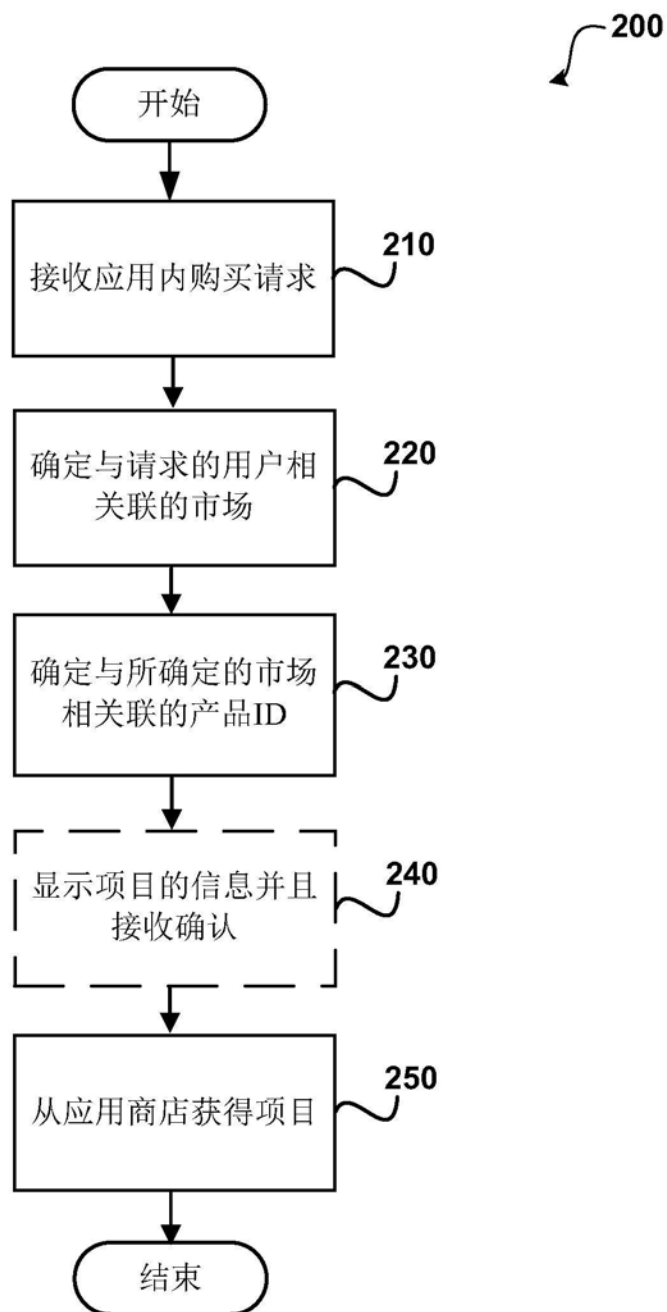 200
开始
接收应用内购买请求
210
确定与请求的用户相
关联的市场
220
确定与所确定的市场
相关联的产品ID
230
显示项目的信息并且
接收确认
240
从应用商店获得项目
250
结束